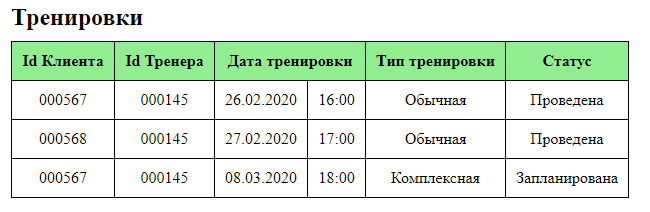 Тренировки
Id Клиента Id Тренера Дата тренировки Тип тренировки Статус
000567 000145 26.02.2020 16:00 Обычная Проведена
000568 000145 27.02.2020 17:00 Обычная Проведена
000567 000145 08.03.2020 18:00 Комплексная Запланирована